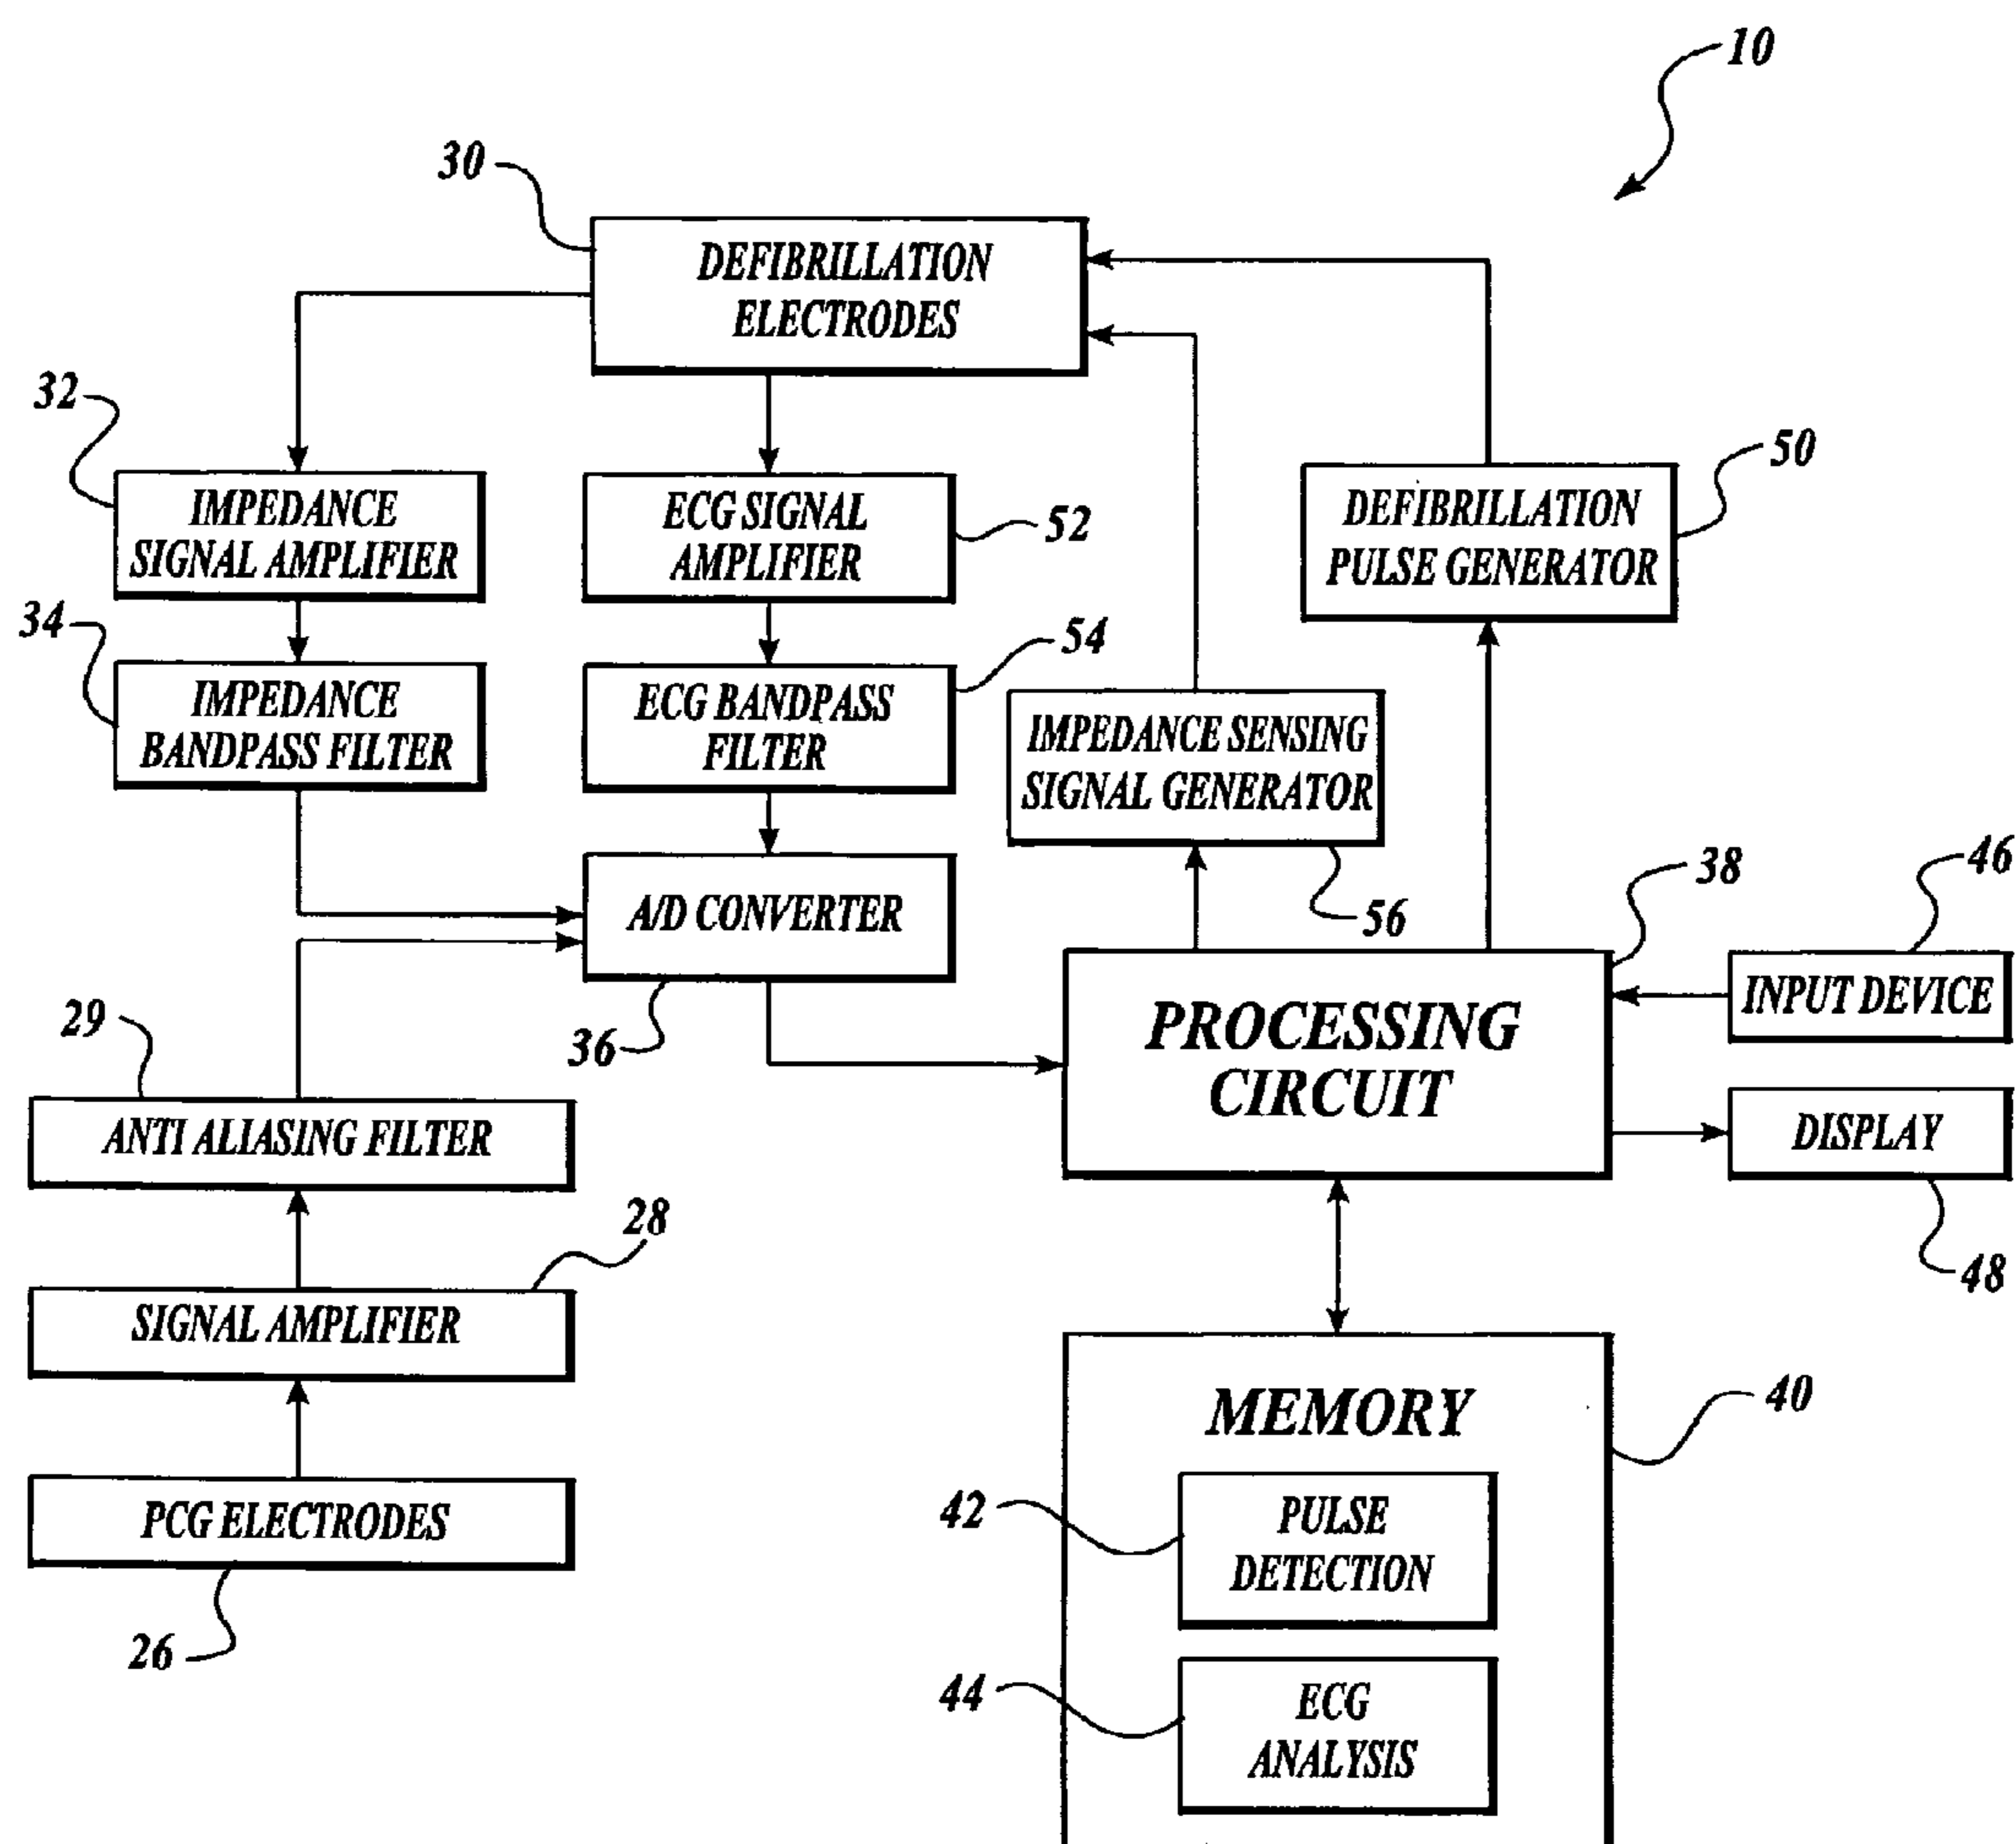 10
30
DEFIBRILLATION
ELECTRODES
32
IMPEDANCE
SIGNAL AMPLIFIER
ECG SIGNAL
AMPLIFIER
52
DEFIBRILLATION
PULSE GENERATOR
50
34
IMPEDANCE
BANDPASS FILTER
ECG BANDPASS
FILTER
54
IMPEDANCE SENSING
SIGNAL GENERATOR
56
A/D CONVERTER
36
38
PROCESSING
CIRCUIT
46
INPUT DEVICE
DISPLAY
48
29
ANTI ALIASING FILTER
28
SIGNAL AMPLIFIER
PCG ELECTRODES
26
MEMORY
40
42
PULSE
DETECTION
44
ECG
ANALYSIS